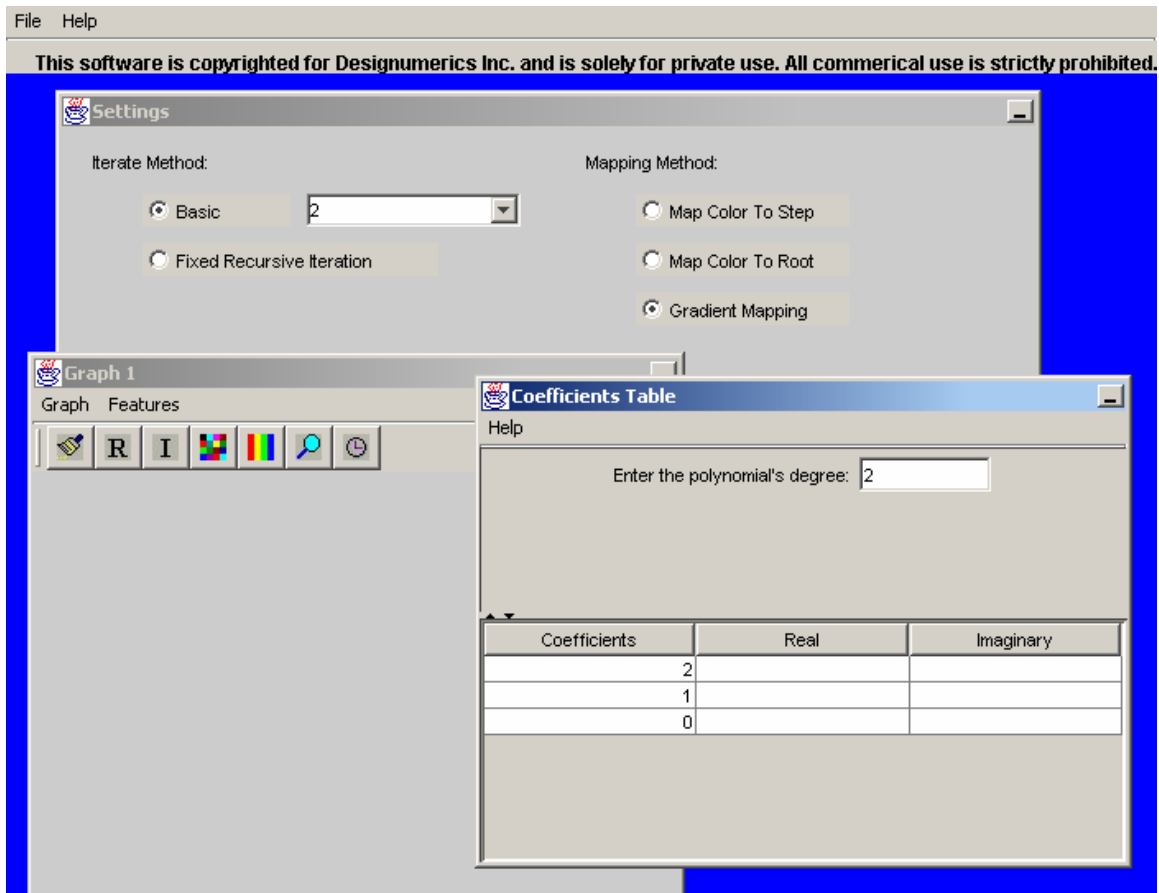 File Help
This software is copyrighted for Designumerics Inc. and is solely for private use. All commerical use is strictly prohibited.
Settings
Iterate Method:
Mapping Method:
Basic 2
Map Color To Step
Fixed Recursive Iteration
Map Color To Root
Gradient Mapping
Graph 1
Graph Features
R I
Coefficients Table
Help
Enter the polynomial's degree: 2
Coefficients Real Imaginary
2
1
0